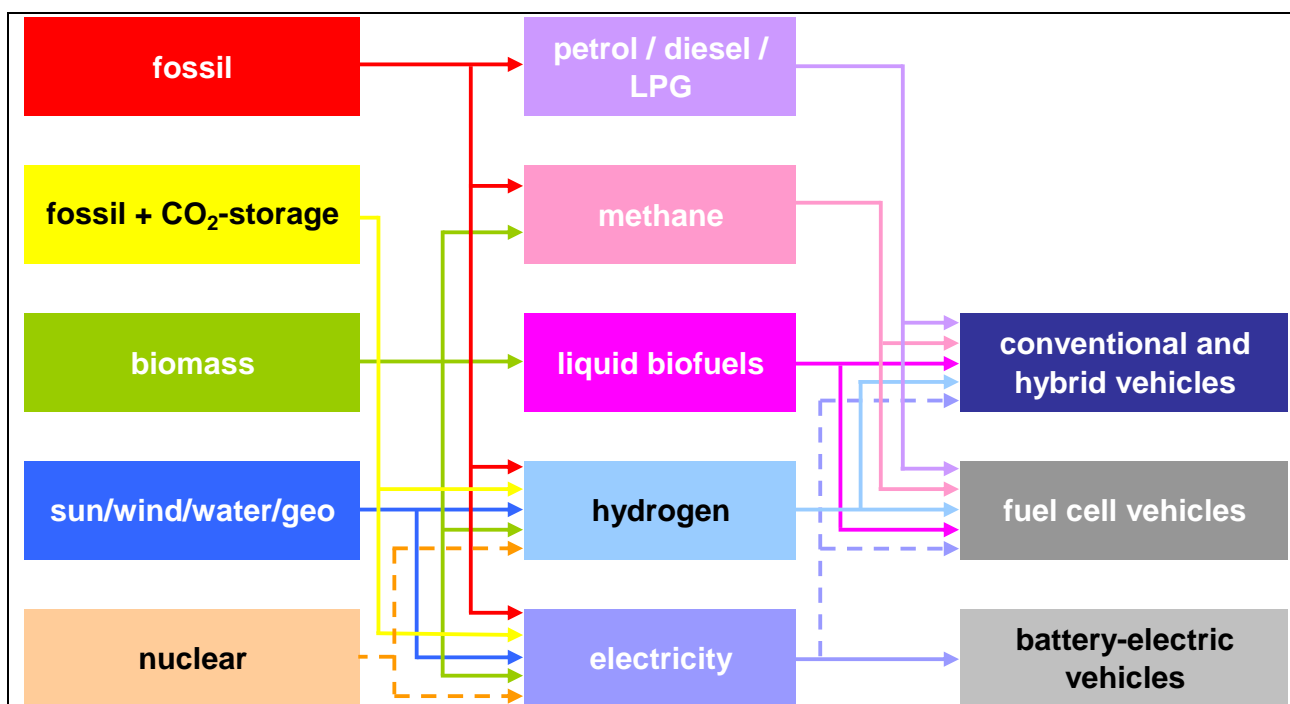 fossil
petrol / diesel /
LPG
fossil + CO₂-storage
methane
biomass
liquid biofuels
conventional and
hybrid vehicles
sun/wind/water/geo
hydrogen
fuel cell vehicles
nuclear
electricity
battery-electric
vehicles